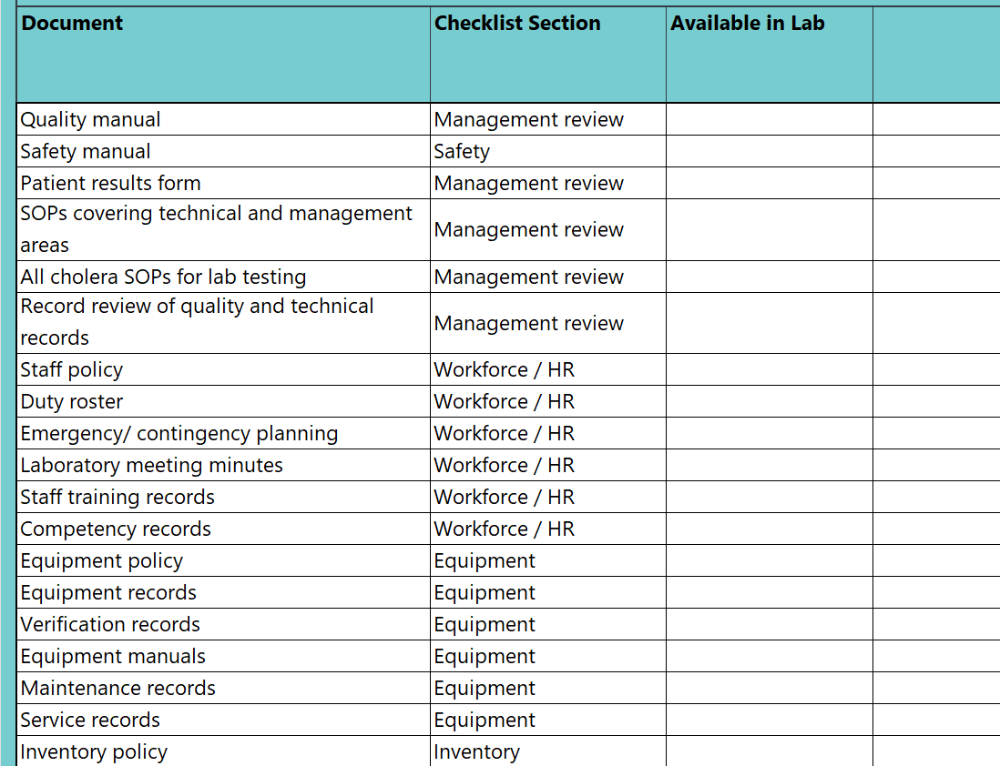 Document Checklist Section Available in Lab
Quality manual Management review
Safety manual Safety
Patient results form Management review
SOPs covering technical and management
areas Management review
All cholera SOPs for lab testing Management review
Record review of quality and technical
records Management review
Staff policy Workforce / HR
Duty roster Workforce / HR
Emergency/ contingency planning Workforce / HR
Laboratory meeting minutes Workforce / HR
Staff training records Workforce / HR
Competency records Workforce / HR
Equipment policy Equipment
Equipment records Equipment
Verification records Equipment
Equipment manuals Equipment
Maintenance records Equipment
Service records Equipment
Inventory policy Inventory